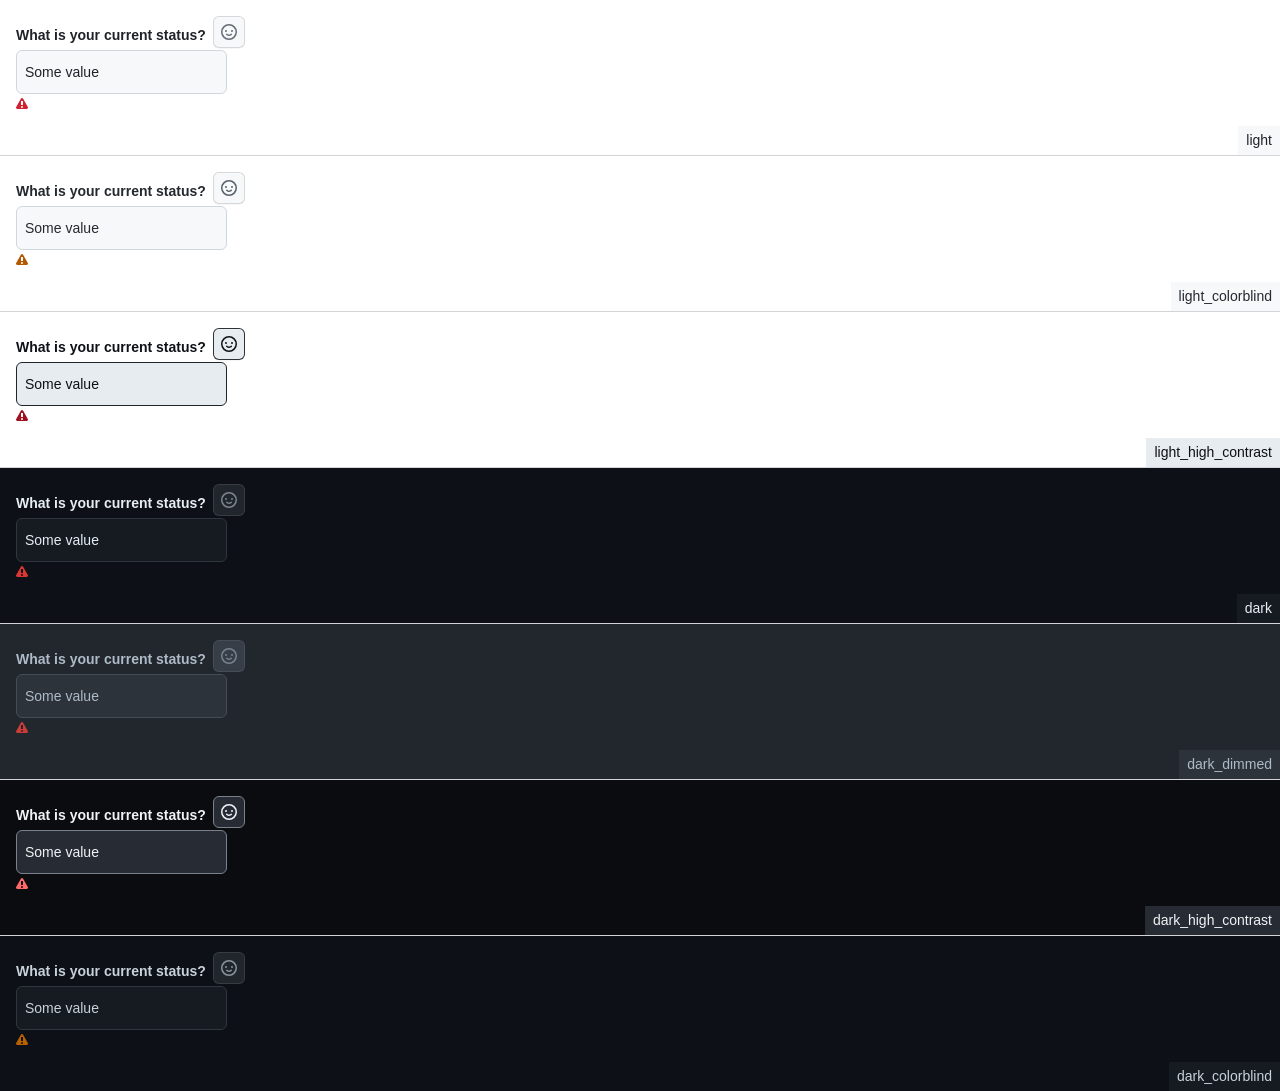 What is your current status?
Some value
light
What is your current status?
Some value
light_colorblind
What is your current status?
Some value
light_high_contrast
What is your current status?
Some value
dark
What is your current status?
Some value
dark_dimmed
What is your current status?
Some value
dark_high_contrast
What is your current status?
Some value
dark_colorblind